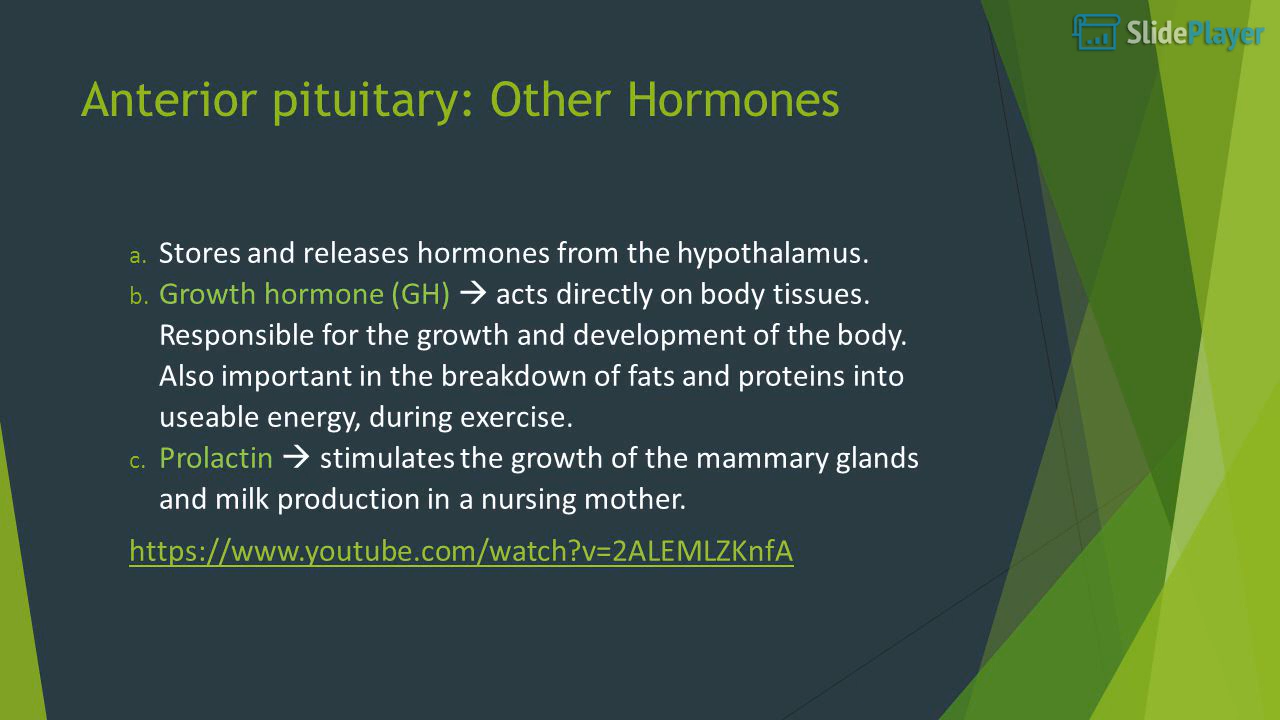 SlidePlayer
Anterior pituitary: Other Hormones
a. Stores and releases hormones from the hypothalamus.
b. Growth hormone (GH) → acts directly on body tissues.
Responsible for the growth and development of the body.
Also important in the breakdown of fats and proteins into
useable energy, during exercise.
c. Prolactin → stimulates the growth of the mammary glands
and milk production in a nursing mother.
https://www.youtube.com/watch?v=2ALEMLZKnfA